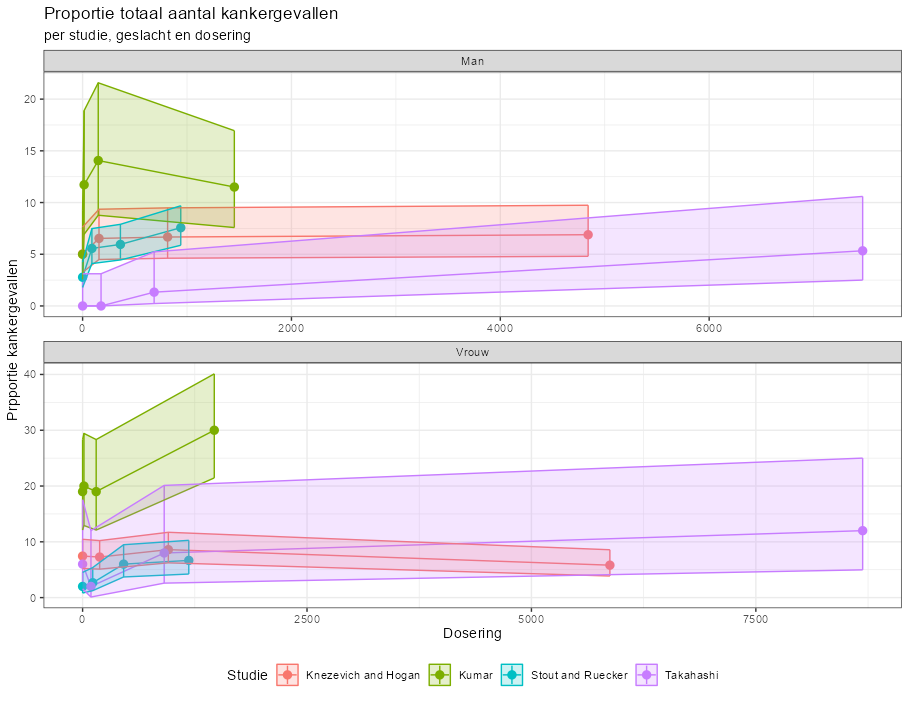 Proportie totaal aantal kankergevallen
per studie, geslacht en dosering
Man
20
15
10
5
0
0 2000 4000 6000
Prpportie kankergevallen
Vrouw
40
30
20
10
0
0 2500 5000 7500
Dosering
Studie Knezevich and Hogan Kumar Stout and Ruecker Takahashi